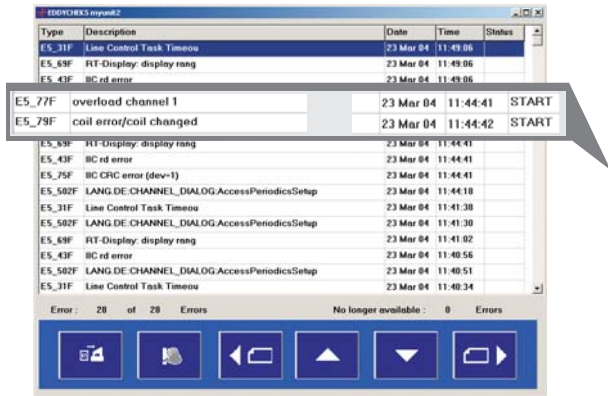 EDDYCHEK5 myunit2
Type Description Date Time Status
E5_31F Line Control Task Timeou 23 Mar 04 11:49:06
E5_69F RT-Display: display rang 23 Mar 04 11:49:06
E5_43F IIC rd error 23 Mar 04 11:49:06
E5_77F overload channel 1 23 Mar 04 11:44:41 START
E5_79F coil error/coil changed 23 Mar 04 11:44:42 START
E5_69F RT-Display: display rang 23 Mar 04 11:44:41
E5_43F IIC rd error 23 Mar 04 11:44:41
E5_75F IIC CRC error (dev=1) 23 Mar 04 11:44:41
E5_502F LANG.DE:CHANNEL_DIALOG:AccessPeriodicsSetup 23 Mar 04 11:44:18
E5_31F Line Control Task Timeou 23 Mar 04 11:41:38
E5_502F LANG.DE:CHANNEL_DIALOG:AccessPeriodicsSetup 23 Mar 04 11:41:30
E5_69F RT-Display: display rang 23 Mar 04 11:41:02
E5_43F IIC rd error 23 Mar 04 11:40:56
E5_502F LANG.DE:CHANNEL_DIALOG:AccessPeriodicsSetup 23 Mar 04 11:40:51
E5_31F Line Control Task Timeou 23 Mar 04 11:40:34
Error : 28 of 28 Errors No longer available : 0 Errors